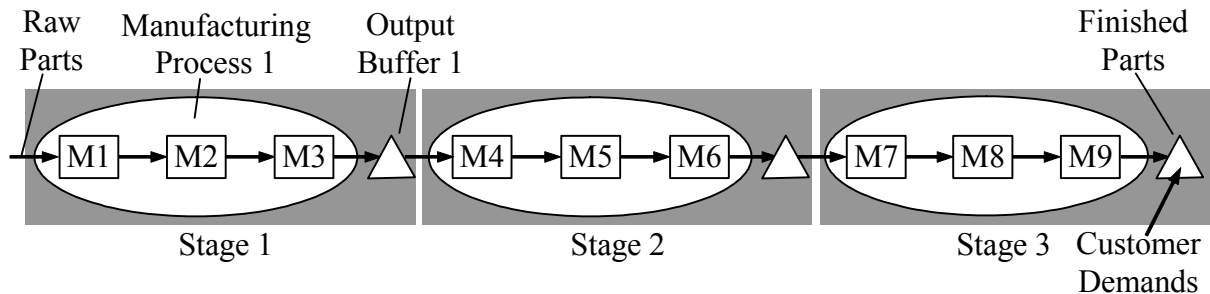 Raw
Parts
Manufacturing
Process 1
Output
Buffer 1
Finished
Parts
M1
M2
M3
M4
M5
M6
M7
M8
M9
Stage 1
Stage 2
Stage 3
Customer
Demands